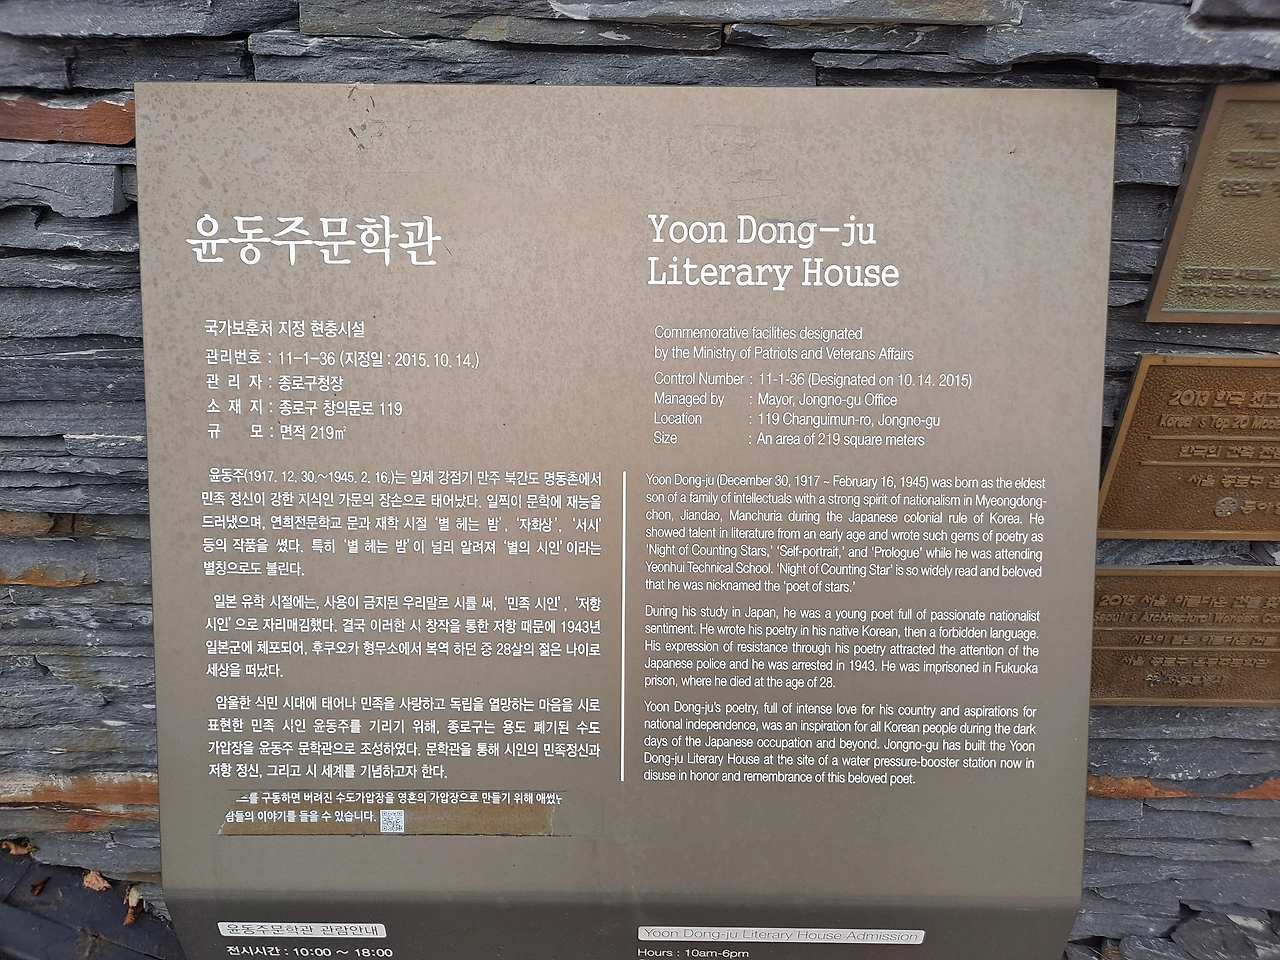 윤동주문학관
국가보훈처 지정 현충시설
관리번호 : 11-1-36 (지정일 : 2015. 10. 14.)
관 리 자 : 종로구청장
소 재 지 : 종로구 창의문로 119
규 모 : 면적 219㎡
윤동주(1917. 12. 30.~1945. 2. 16.)는 일제 강점기 만주 북간도 명동촌에서
민족 정신이 강한 지식인 가문의 장손으로 태어났다. 일찍이 문학에 재능을
드러냈으며, 연희전문학교 문과 재학 시절 '별 헤는 밤', '자화상', '서시'
등의 작품을 썼다. 특히 '별 헤는 밤'이 널리 알려져 '별의 시인'이라는
별칭으로도 불린다.
일본 유학 시절에는, 사용이 금지된 우리말로 시를 써, '민족 시인', '저항
시인'으로 자리매김했다. 결국 이러한 시 창작을 통한 저항 때문에 1943년
일본군에 체포되어, 후쿠오카 형무소에서 복역 하던 중 28살의 젊은 나이로
세상을 떠났다.
암울한 식민 시대에 태어나 민족을 사랑하고 독립을 열망하는 마음을 시로
표현한 민족 시인 윤동주를 기리기 위해, 종로구는 용도 폐기된 수도
가압장을 윤동주 문학관으로 조성하였다. 문학관을 통해 시인의 민족정신과
저항 정신, 그리고 시 세계를 기념하고자 한다.
구동하면 버려진 수도가압장을 영혼의 가압장으로 만들기 위해
이야기를 들을 수 있습니다.
윤동주문학관 관람안내
전시시간 : 10:00 ~ 18:00
Yoon Dong-ju
Literary House
Commemorative facilities designated
by the Ministry of Patriots and Veterans Affairs
Control Number : 11-1-36 (Designated on 10. 14. 2015)
Managed by : Mayor, Jongno-gu Office
Location : 119 Changuimun-ro, Jongno-gu
Size : An area of 219 square meters
Yoon Dong-ju (December 30, 1917 ~ February 16, 1945) was born as the eldest
son of a family of intellectuals with a strong spirit of nationalism in Myeongdong-
chon, Jiandao, Manchuria during the Japanese colonial rule of Korea. He
showed talent in literature from an early age and wrote such gems of poetry as
'Night of Counting Stars,' 'Self-portrait,' and 'Prologue' while he was attending
Yeonhui Technical School. 'Night of Counting Star' is so widely read and beloved
that he was nicknamed the 'poet of stars.'
During his study in Japan, he was a young poet full of passionate nationalist
sentiment. He wrote his poetry in his native Korean, then a forbidden language.
His expression of resistance through his poetry attracted the attention of the
Japanese police and he was arrested in 1943. He was imprisoned in Fukuoka
prison, where he died at the age of 28.
Yoon Dong-ju's poetry, full of intense love for his country and aspirations for
national independence, was an inspiration for all Korean people during the dark
days of the Japanese occupation and beyond. Jongno-gu has built the Yoon
Dong-ju Literary House at the site of a water pressure-booster station now in
disuse in honor and remembrance of this beloved poet.
Yoon Dong-ju Literary House Admission
Hours : 10am-6pm